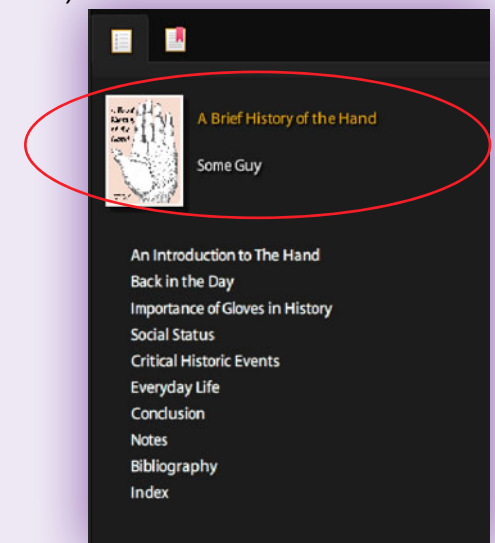 A Brief History of the Hand
Some Guy
An Introduction to The Hand
Back in the Day
Importance of Gloves in History
Social Status
Critical Historic Events
Everyday Life
Conclusion
Notes
Bibliography
Index